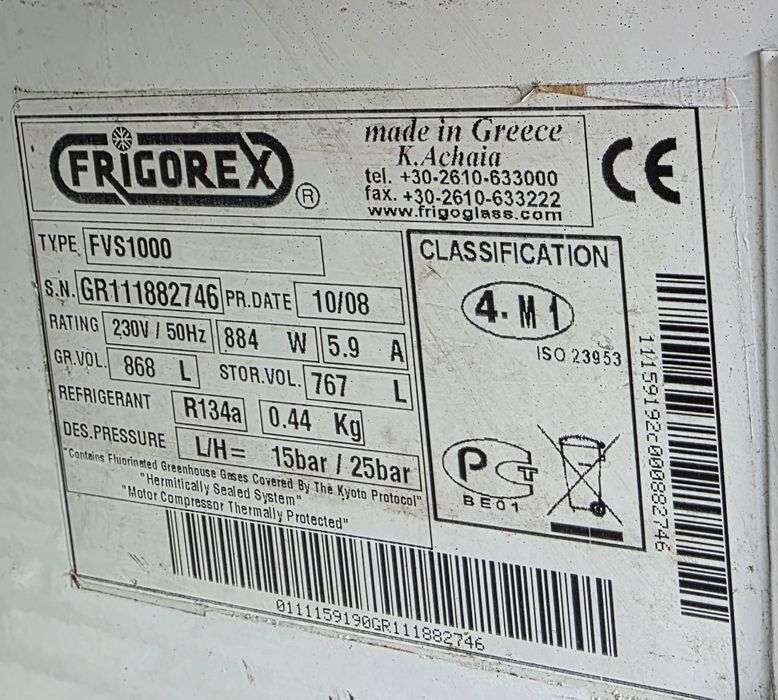 FRIGOREX ®
made in Greece
K.Achaia
tel. +30-2610-633000
fax. +30-2610-633222
www.frigoglass.com
CE
TYPE FVS1000
S.N. GR111882746 PR.DATE 10/08
RATING 230V / 50Hz 884 W 5.9 A
GR.VOL. 868 L STOR.VOL. 767 L
REFRIGERANT R134a 0.44 Kg
DES.PRESSURE L/H= 15bar / 25bar
"Contains Fluorinated Greenhouse Gases Covered By The Kyoto Protocol"
"Hermitically Sealed System"
"Motor Compressor Thermally Protected"
CLASSIFICATION
4-M1
ISO 23953
PCT
BE01
11159192c000882746
0111159190GR111882746